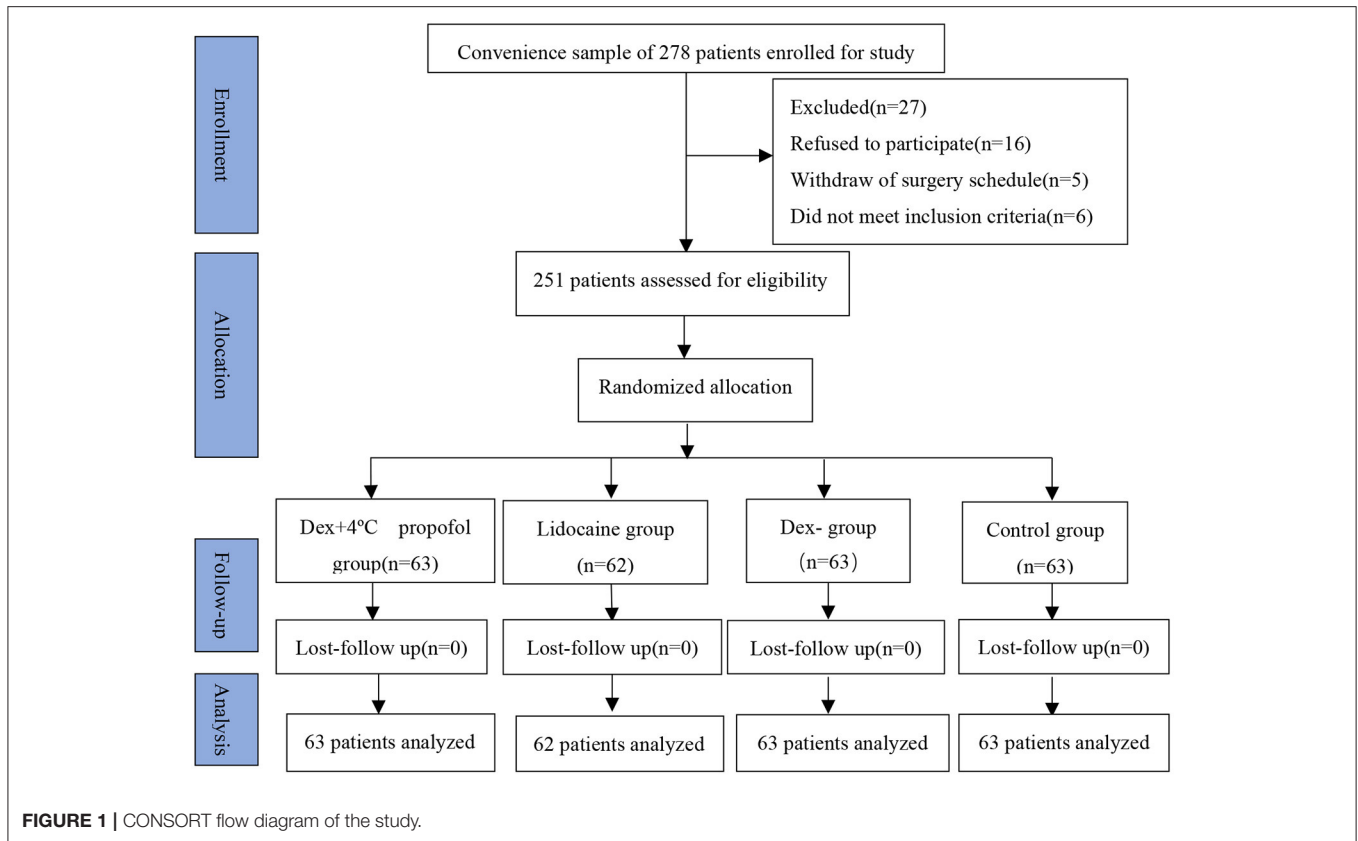 Enrollment
Convenience sample of 278 patients enrolled for study
Excluded(n=27)
Refused to participate(n=16)
Withdraw of surgery schedule(n=5)
Did not meet inclusion criteria(n=6)
Allocation
251 patients assessed for eligibility
Randomized allocation
Dex+4ºC propofol
group(n=63)
Lidocaine group
(n=62)
Dex- group
(n=63)
Control group
(n=63)
Follow-up
Lost-follow up(n=0)
Lost-follow up(n=0)
Lost-follow up(n=0)
Lost-follow up(n=0)
Analysis
63 patients analyzed
62 patients analyzed
63 patients analyzed
63 patients analyzed
FIGURE 1 | CONSORT flow diagram of the study.